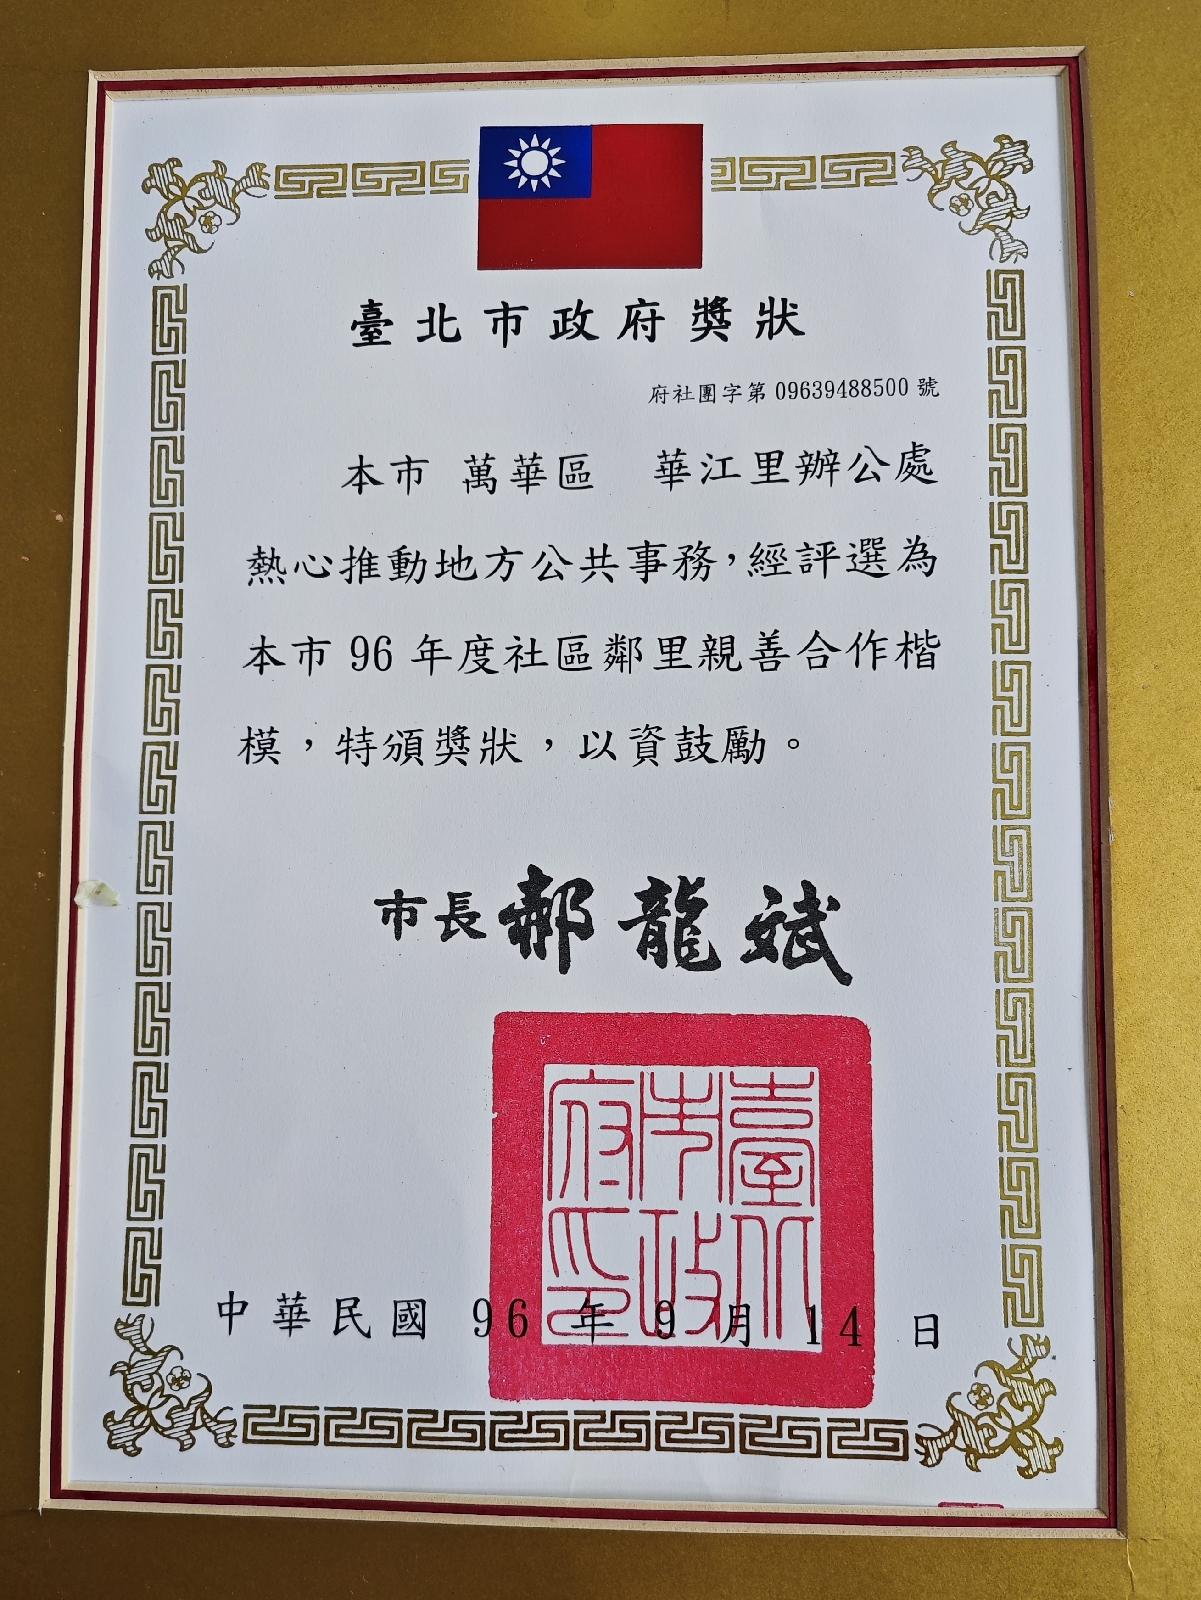 臺北市政府獎狀
府社團字第09639488500號
本市 萬華區 華江里辦公處
熱心推動地方公共事務，經評選為
本市96年度社區鄰里親善合作楷
模，特頒獎狀，以資鼓勵。
市長 郝龍斌
臺北市政府印
中華民國 96 年 9 月 14 日